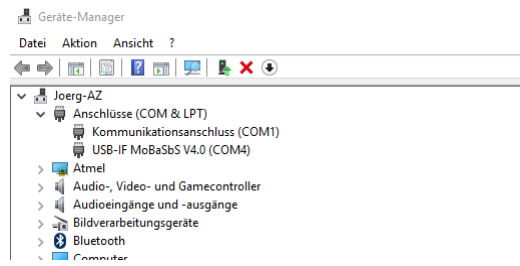 Geräte-Manager
Datei Aktion Ansicht ?
Joerg-AZ
Anschlüsse (COM & LPT)
Kommunikationsanschluss (COM1)
USB-IF MoBaSbS V4.0 (COM4)
Atmel
Audio-, Video- und Gamecontroller
Audioeingänge und -ausgänge
Bildverarbeitungsgeräte
Bluetooth
Computer